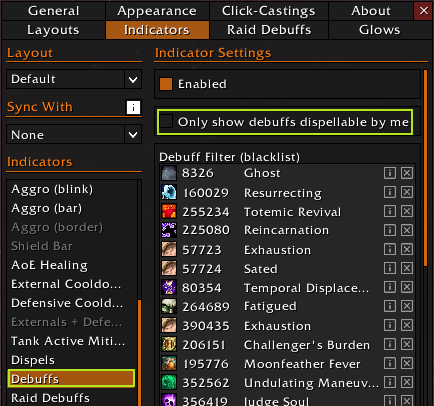 General Appearance Click-Castings About ×
Layouts Indicators Raid Debuffs Glows
Layout
Default
Sync With
None
Indicators
Aggro (blink)
Aggro (bar)
Aggro (border)
Shield Bar
AoE Healing
External Cooldo...
Defensive Coold...
Externals + Defe...
Tank Active Miti...
Dispels
Debuffs
Raid Debuffs
Indicator Settings
Enabled
Only show debuffs dispellable by me
Debuff Filter (blacklist)
8326 Ghost
160029 Resurrecting
255234 Totemic Revival
225080 Reincarnation
57723 Exhaustion
57724 Sated
80354 Temporal Displace...
264689 Fatigued
390435 Exhaustion
206151 Challenger's Burden
195776 Moonfeather Fever
352562 Undulating Maneuv...
356419 Judge Soul